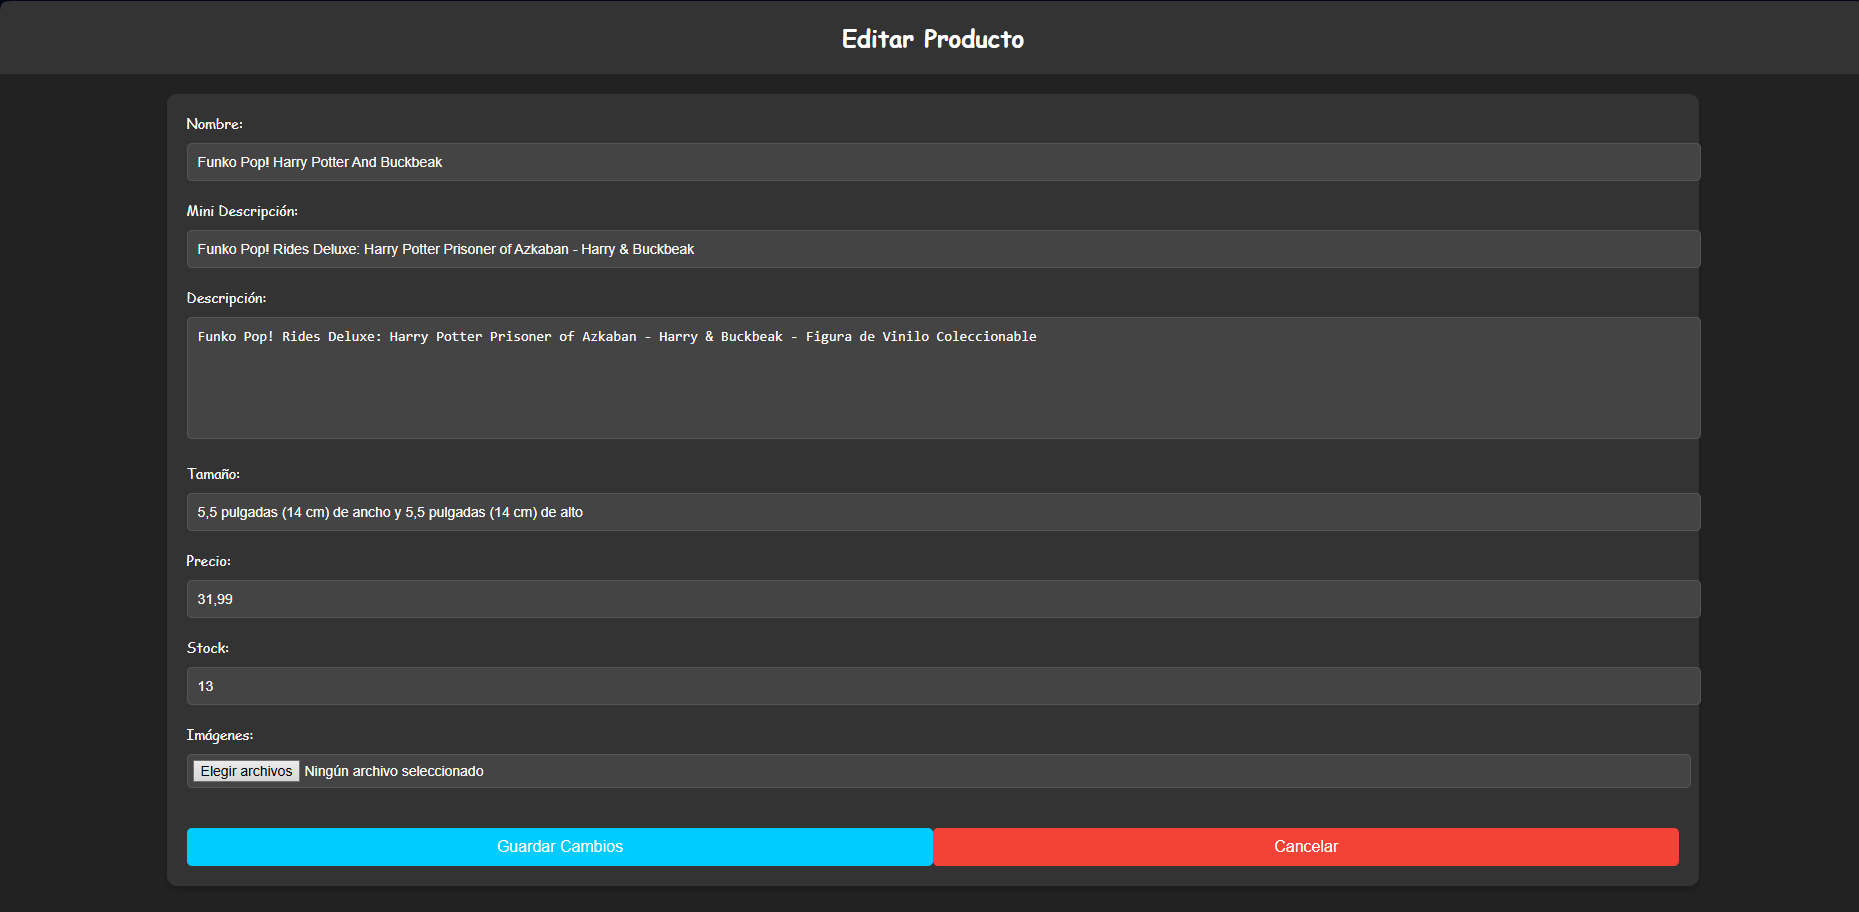 Editar Producto
Nombre:
Funko Pop! Harry Potter And Buckbeak
Mini Descripción:
Funko Pop! Rides Deluxe: Harry Potter Prisoner of Azkaban - Harry & Buckbeak
Descripción:
Funko Pop! Rides Deluxe: Harry Potter Prisoner of Azkaban - Harry & Buckbeak - Figura de Vinilo Coleccionable
Tamaño:
5,5 pulgadas (14 cm) de ancho y 5,5 pulgadas (14 cm) de alto
Precio:
31,99
Stock:
13
Imágenes:
Elegir archivos Ningún archivo seleccionado
Guardar Cambios Cancelar